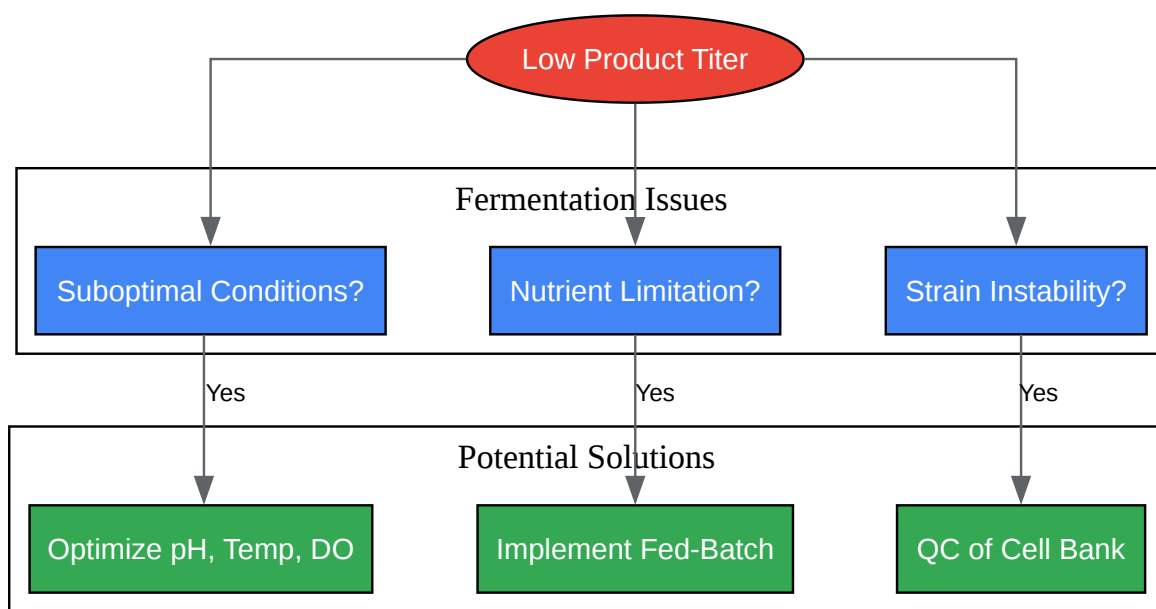 Low Product Titer
Fermentation Issues
Suboptimal Conditions?
Nutrient Limitation?
Strain Instability?
Yes
Yes
Yes
Potential Solutions
Optimize pH, Temp, DO
Implement Fed-Batch
QC of Cell Bank